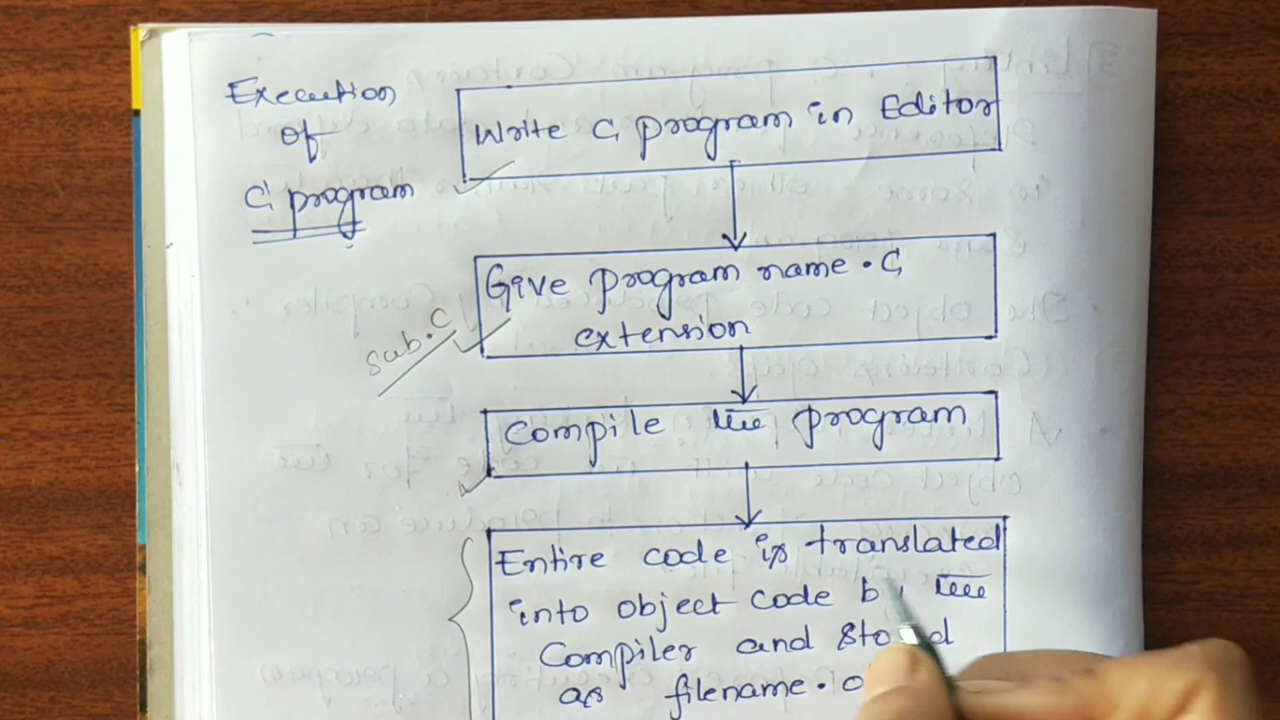 Execution
of
C program
Write C program in Editor
Give program name.C
extension
sub.C
Compile the program
Entire code is translated
into object code by the
Compiler and stored
as filename.o